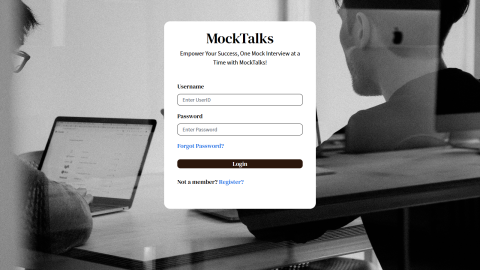 MockTalks
Empower Your Success, One Mock Interview at a
Time with MockTalks!
Username
Enter UserID
Password
Enter Password
Forgot Password?
Login
Not a member? Register?